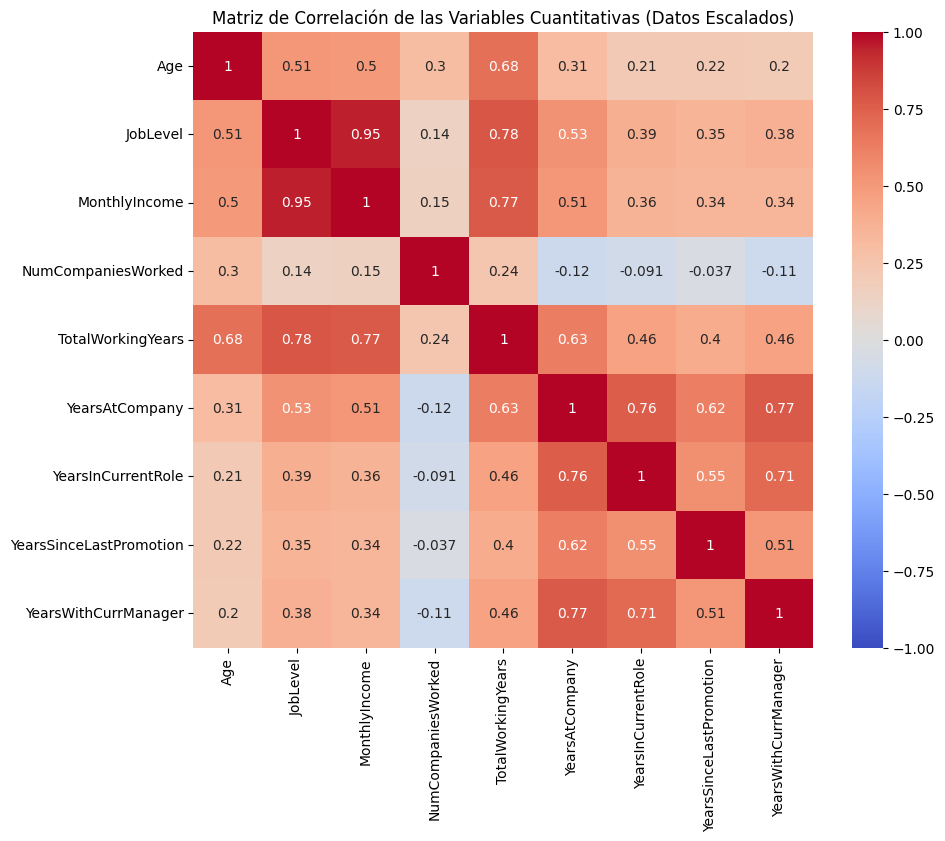 Matriz de Correlación de las Variables Cuantitativas (Datos Escalados)
Age 1 0.51 0.5 0.3 0.68 0.31 0.21 0.22 0.2
JobLevel 0.51 1 0.95 0.14 0.78 0.53 0.39 0.35 0.38
MonthlyIncome 0.5 0.95 1 0.15 0.77 0.51 0.36 0.34 0.34
NumCompaniesWorked 0.3 0.14 0.15 1 0.24 -0.12 -0.091 -0.037 -0.11
TotalWorkingYears 0.68 0.78 0.77 0.24 1 0.63 0.46 0.4 0.46
YearsAtCompany 0.31 0.53 0.51 -0.12 0.63 1 0.76 0.62 0.77
YearsInCurrentRole 0.21 0.39 0.36 -0.091 0.46 0.76 1 0.55 0.71
YearsSinceLastPromotion 0.22 0.35 0.34 -0.037 0.4 0.62 0.55 1 0.51
YearsWithCurrManager 0.2 0.38 0.34 -0.11 0.46 0.77 0.71 0.51 1
Age
JobLevel
MonthlyIncome
NumCompaniesWorked
TotalWorkingYears
YearsAtCompany
YearsInCurrentRole
YearsSinceLastPromotion
YearsWithCurrManager
1.00
0.75
0.50
0.25
0.00
−0.25
−0.50
−0.75
−1.00